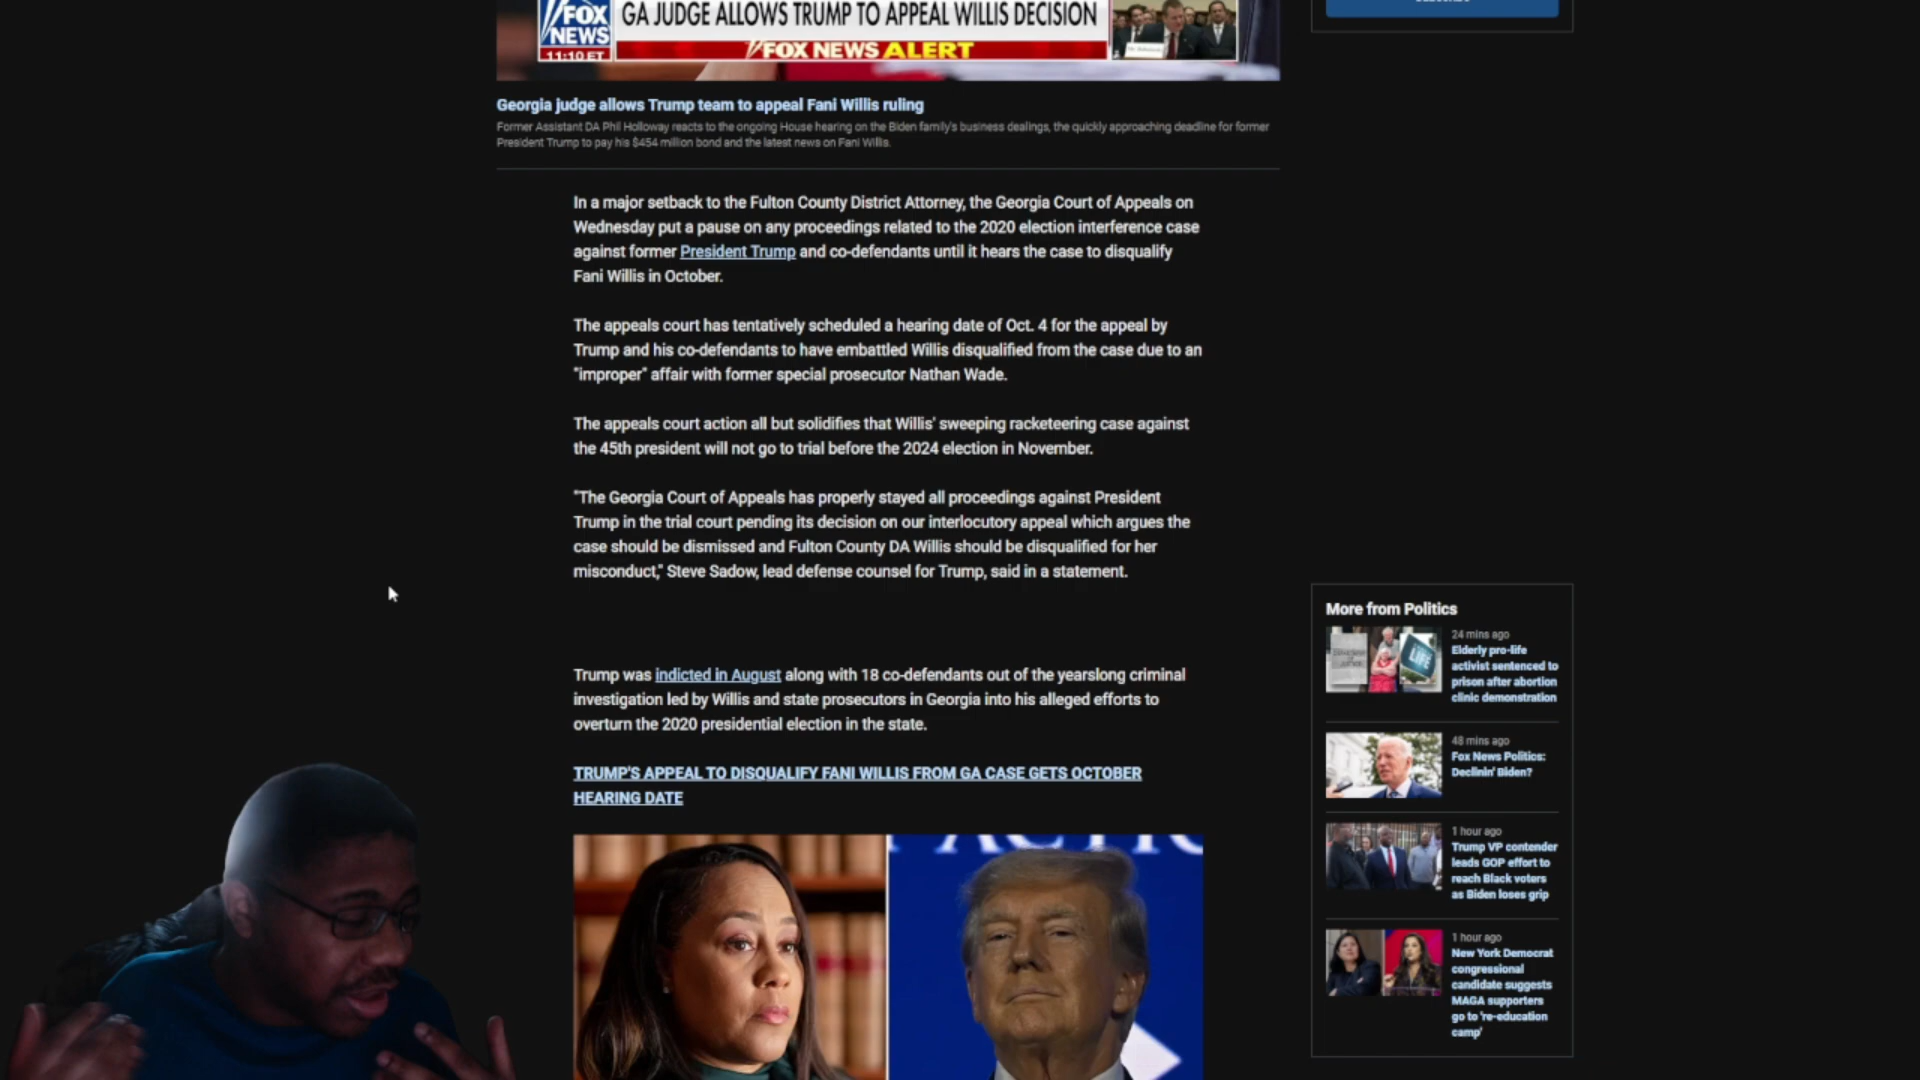 FOX
NEWS
11:10 ET
GA JUDGE ALLOWS TRUMP TO APPEAL WILLIS DECISION
FOX NEWS ALERT
Georgia judge allows Trump team to appeal Fani Willis ruling
Former Assistant DA Phil Holloway reacts to the ongoing House hearing on the Biden family's business dealings, the quickly approaching deadline for former
President Trump to pay his $454 million bond and the latest news on Fani Willis.
In a major setback to the Fulton County District Attorney, the Georgia Court of Appeals on
Wednesday put a pause on any proceedings related to the 2020 election interference case
against former President Trump and co-defendants until it hears the case to disqualify
Fani Willis in October.
The appeals court has tentatively scheduled a hearing date of Oct. 4 for the appeal by
Trump and his co-defendants to have embattled Willis disqualified from the case due to an
"improper" affair with former special prosecutor Nathan Wade.
The appeals court action all but solidifies that Willis' sweeping racketeering case against
the 45th president will not go to trial before the 2024 election in November.
"The Georgia Court of Appeals has properly stayed all proceedings against President
Trump in the trial court pending its decision on our interlocutory appeal which argues the
case should be dismissed and Fulton County DA Willis should be disqualified for her
misconduct," Steve Sadow, lead defense counsel for Trump, said in a statement.
Trump was indicted in August along with 18 co-defendants out of the yearslong criminal
investigation led by Willis and state prosecutors in Georgia into his alleged efforts to
overturn the 2020 presidential election in the state.
TRUMP'S APPEAL TO DISQUALIFY FANI WILLIS FROM GA CASE GETS OCTOBER
HEARING DATE
More from Politics
24 mins ago
Elderly pro-life
activist sentenced to
prison after abortion
clinic demonstration
48 mins ago
Fox News Politics:
Declinin' Biden?
1 hour ago
Trump VP contender
leads GOP effort to
reach Black voters
as Biden loses grip
1 hour ago
New York Democrat
congressional
candidate suggests
MAGA supporters
go to 're-education
camp'